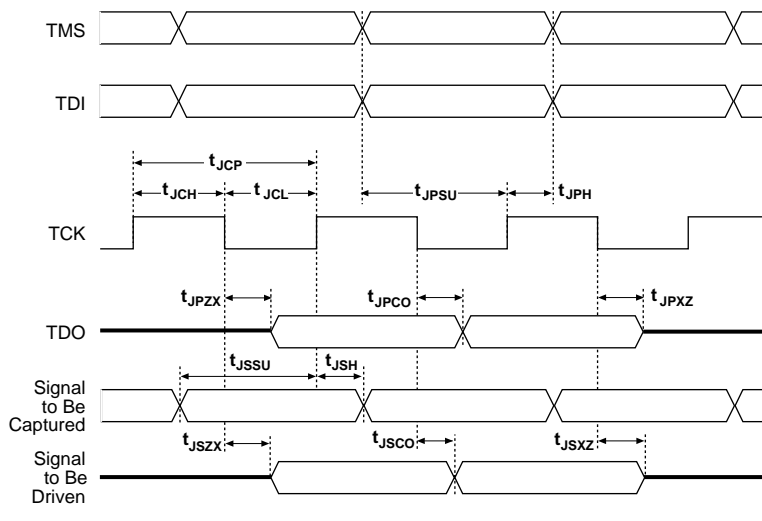 TMS
TDI
tJCP
tJCH
tJCL
tJPSU
tJPH
TCK
tJPZX
tJPCO
tJPXZ
TDO
tJSSU
tJSH
Signal
to Be
Captured
tJSZX
tJSCO
tJSXZ
Signal
to Be
Driven